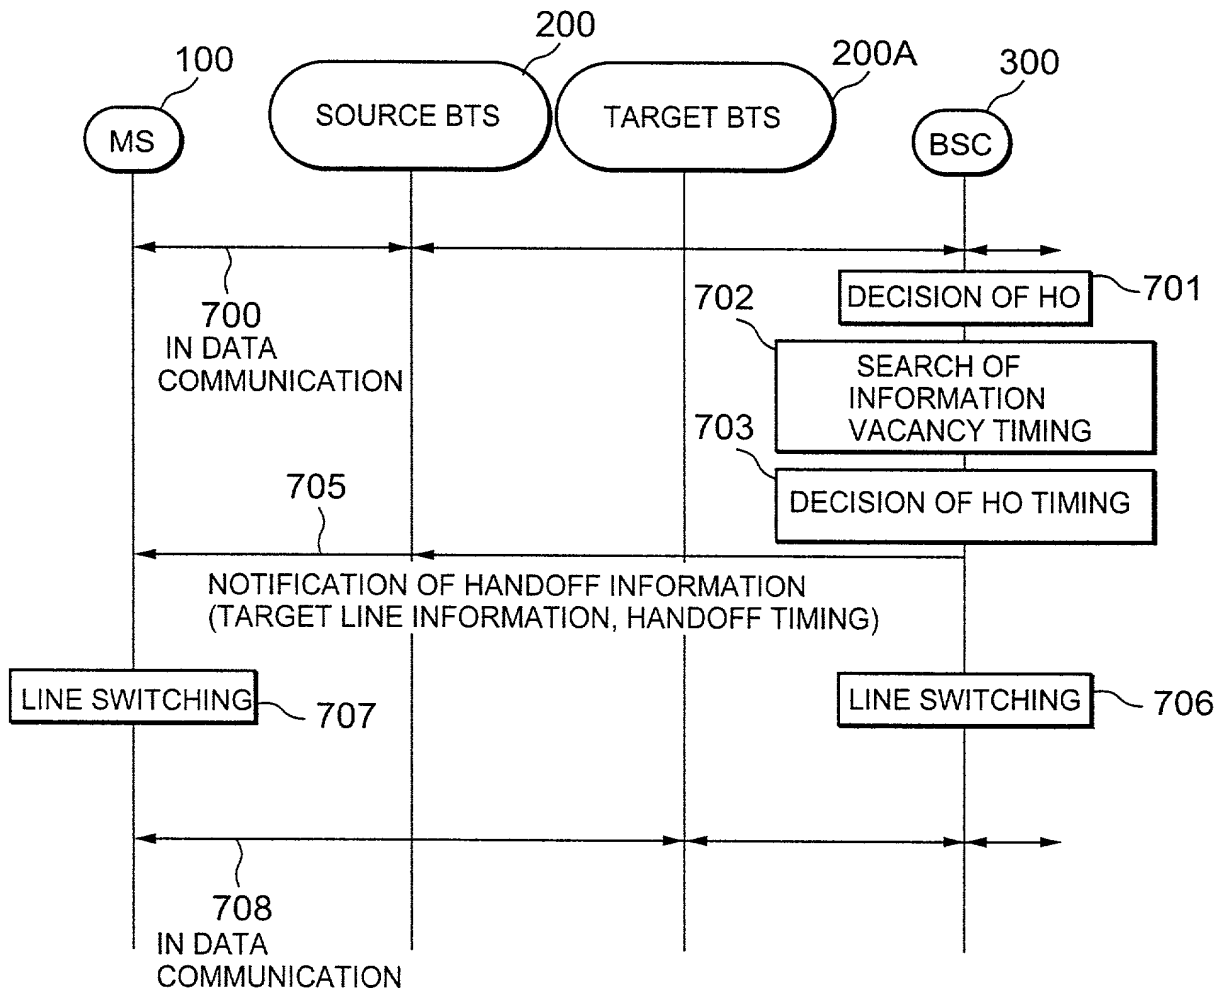 100
200
200A
300
MS
SOURCE BTS
TARGET BTS
BSC
700
IN DATA
COMMUNICATION
DECISION OF HO
701
702
SEARCH OF
INFORMATION
VACANCY TIMING
703
DECISION OF HO TIMING
705
NOTIFICATION OF HANDOFF INFORMATION
(TARGET LINE INFORMATION, HANDOFF TIMING)
LINE SWITCHING
707
LINE SWITCHING
706
708
IN DATA
COMMUNICATION